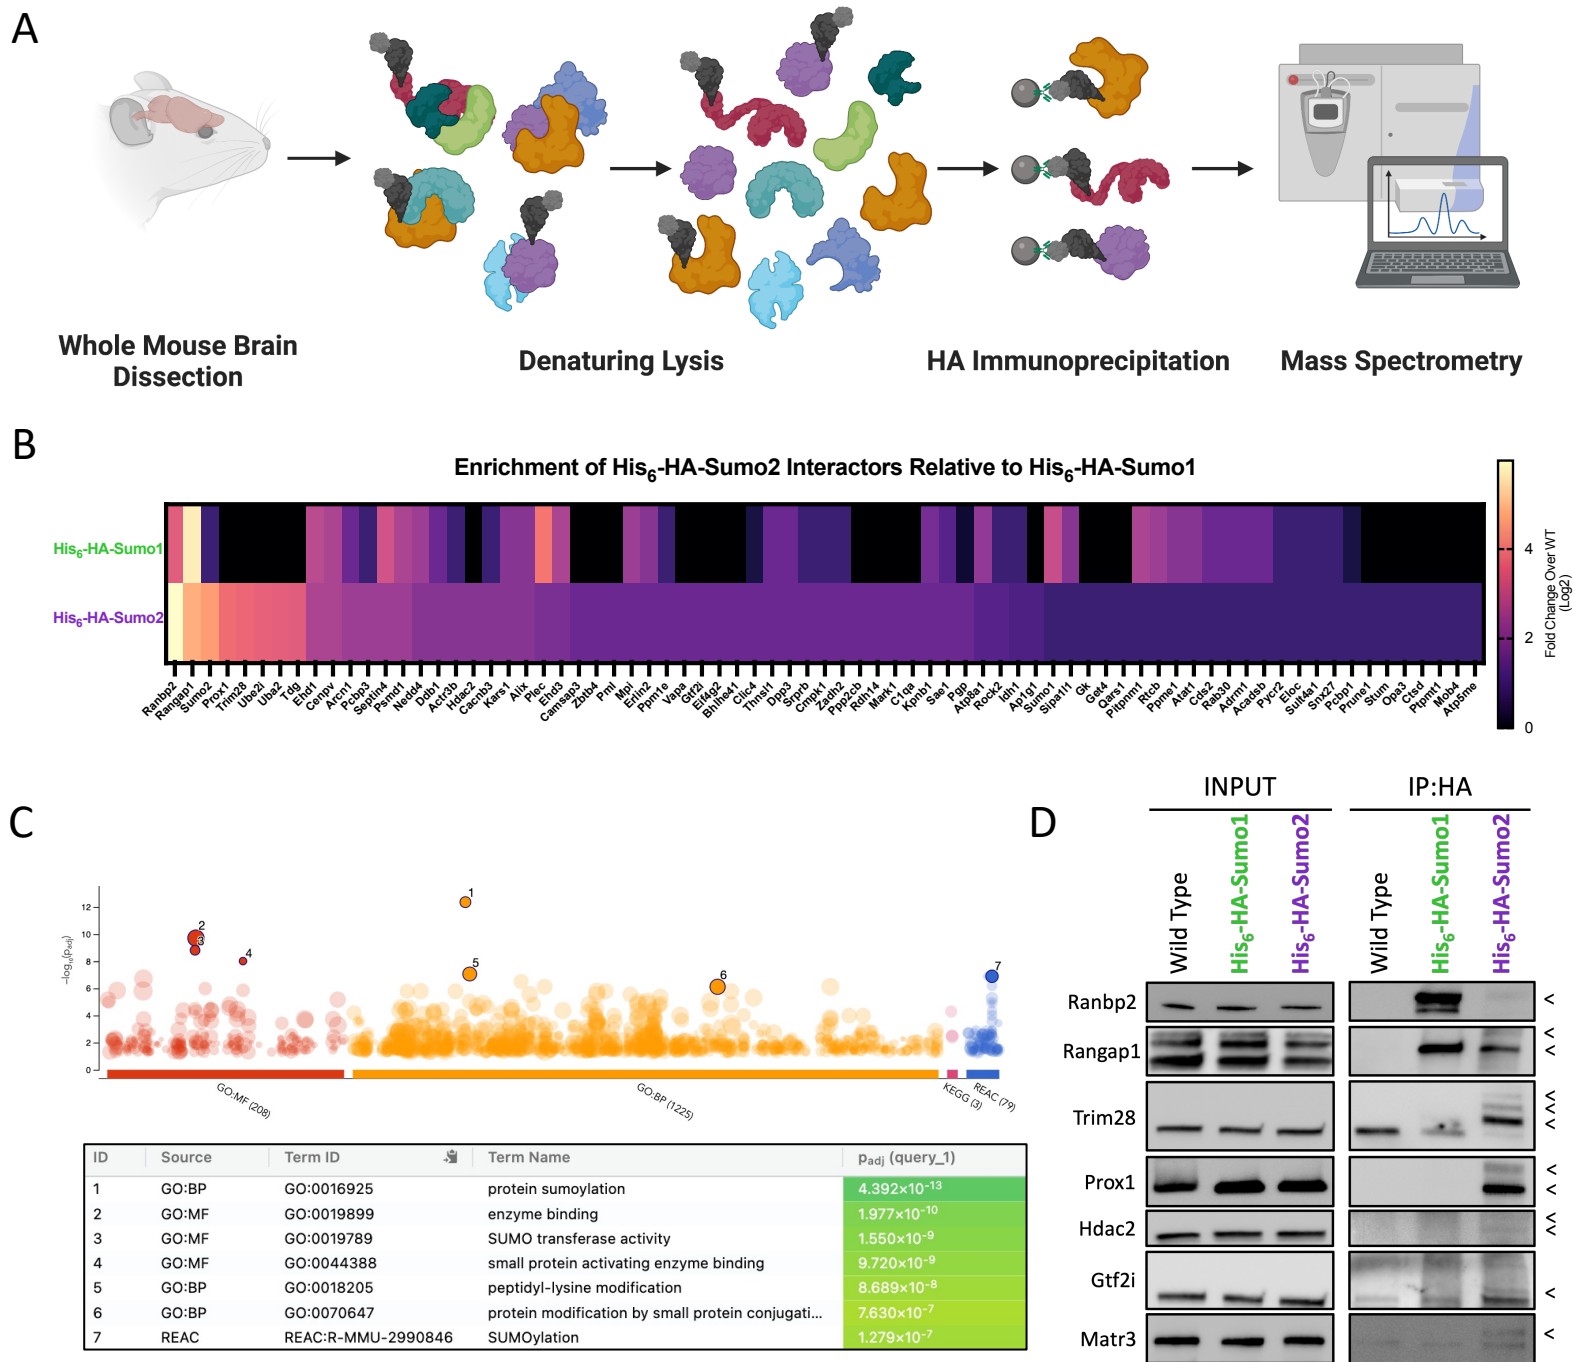 A
Whole Mouse Brain
Dissection
Denaturing Lysis
HA Immunoprecipitation
Mass Spectrometry
B
Enrichment of His6-HA-Sumo2 Interactors Relative to His6-HA-Sumo1
His6-HA-Sumo1
His6-HA-Sumo2
4
2
0
Fold Change Over WT
(Log2)
Ranbp2
Rangap1
Sumo2
Prox1
Trim28
Ube2i
Uba2
Tdg
Ehd1
Cenpv
Arcn1
Pcbp3
Septin4
Psmd1
Nedd4
Ddb1
Actr3b
Hdac2
Cacnb3
Kars1
Alix
Plec
Ehd3
Camsap3
Zbtb4
Pml
Mpi
Erlin2
Ppm1e
Vapa
Gtf2i
Eif4g2
Bhlhe41
Clic4
Thnsl1
Dpp3
Srprb
Cmpk1
Zadh2
Ppp2cb
Rdh14
Mark1
C1qa
Kpnb1
Sae1
Pgp
Atp8a1
Rock2
Idh1
Ap1g1
Sumo1
Sipa1l1
Gk
Get4
Qars1
Pitpnm1
Rtcb
Ppme1
Atat1
Cds2
Rab30
Adrm1
Acadsb
Pycr2
Eloc
Sult4a1
Snx27
Pcbp1
Prune1
Stum
Opa3
Ctsd
Ptpmt1
Mob4
Atp5me
C
-log10(padj)
12
10
8
6
4
2
0
1
2
3
4
5
6
7
GO:MF (208)
GO:BP (1225)
KEGG (3)
REAC (79)
ID Source Term ID Term Name padj (query_1)
1 GO:BP GO:0016925 protein sumoylation 4.392×10-13
2 GO:MF GO:0019899 enzyme binding 1.977×10-10
3 GO:MF GO:0019789 SUMO transferase activity 1.550×10-9
4 GO:MF GO:0044388 small protein activating enzyme binding 9.720×10-9
5 GO:BP GO:0018205 peptidyl-lysine modification 8.689×10-8
6 GO:BP GO:0070647 protein modification by small protein conjugati... 7.630×10-7
7 REAC REAC:R-MMU-2990846 SUMOylation 1.279×10-7
D
INPUT
IP:HA
Wild Type
His6-HA-Sumo1
His6-HA-Sumo2
Wild Type
His6-HA-Sumo1
His6-HA-Sumo2
Ranbp2 <
Rangap1 < <
Trim28 < < <
Prox1 < <
Hdac2 < <
Gtf2i <
Matr3 <